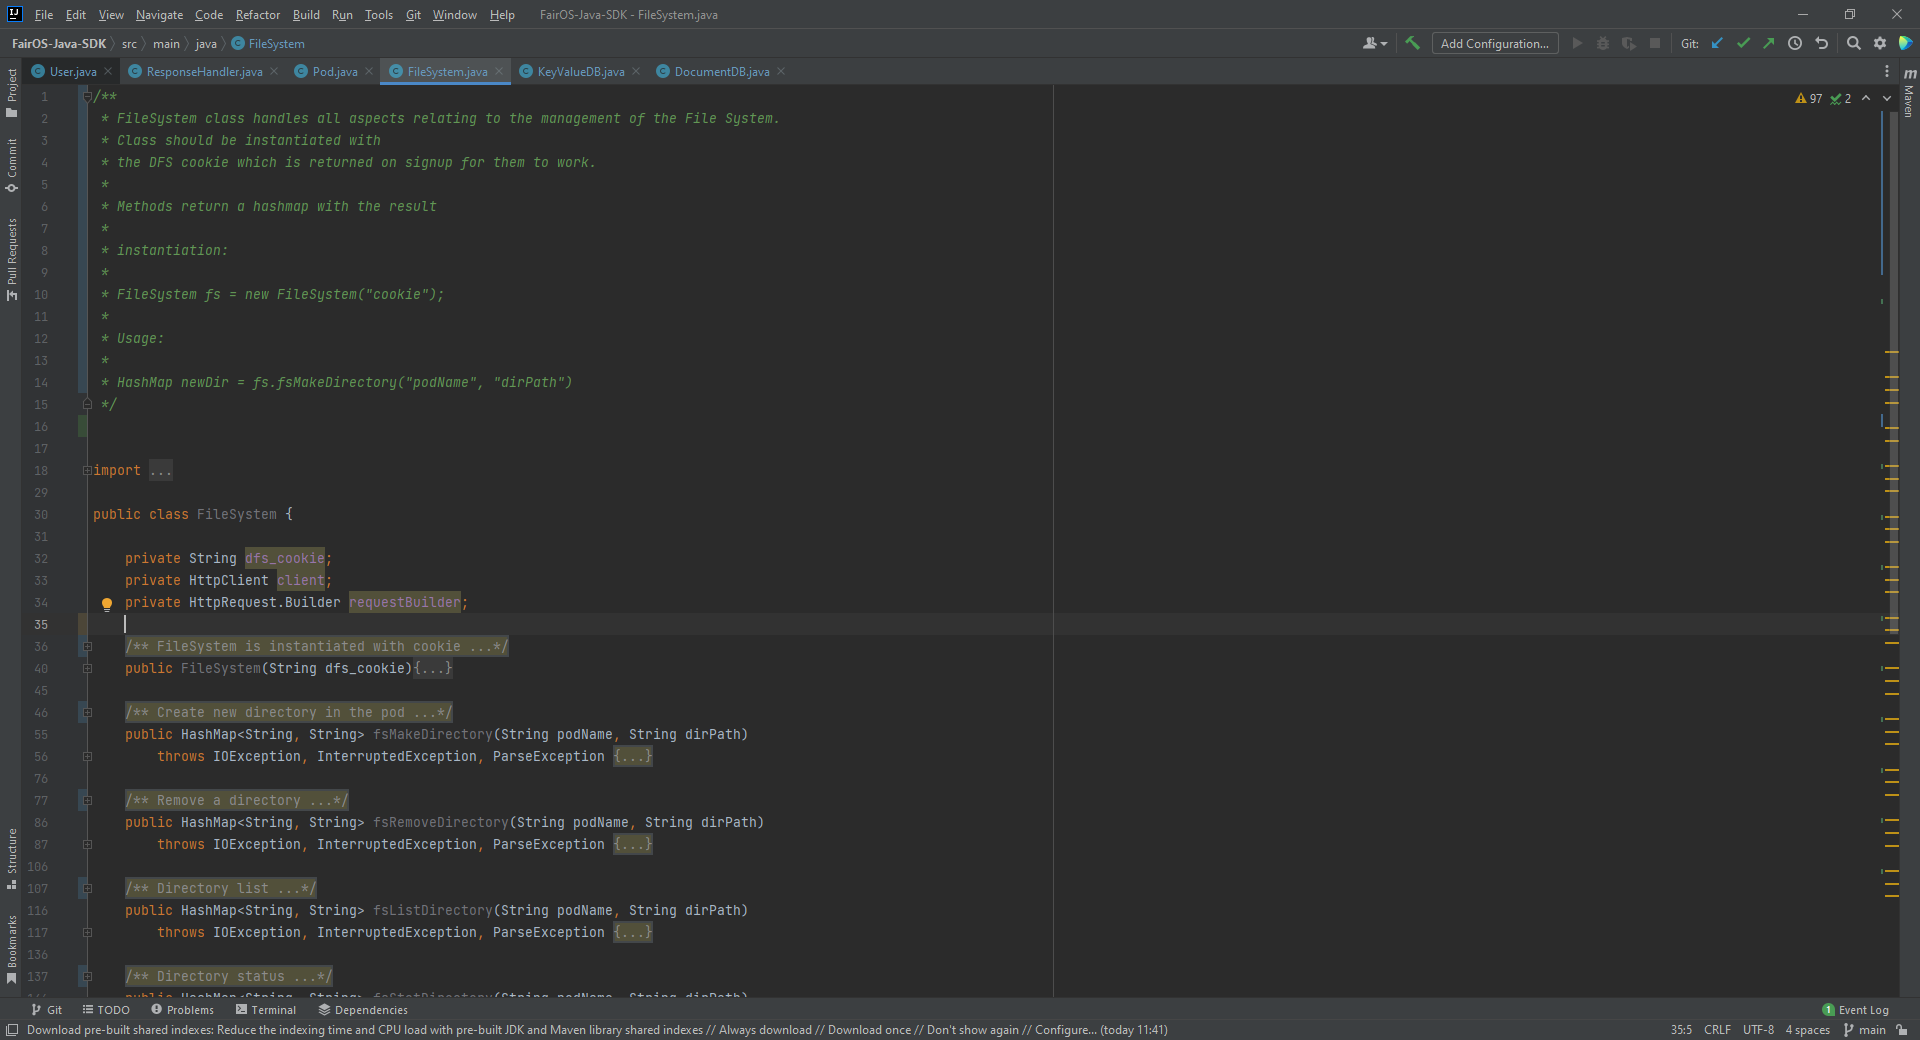 IJ File Edit View Navigate Code Refactor Build Run Tools Git Window Help FairOS-Java-SDK - FileSystem.java
FairOS-Java-SDK src main java C FileSystem Add Configuration... Git:
C User.java C ResponseHandler.java C Pod.java C FileSystem.java C KeyValueDB.java C DocumentDB.java
Project
Commit
Pull Requests
Structure
Bookmarks
m Maven
97 2
1 /**
2 * FileSystem class handles all aspects relating to the management of the File System.
3 * Class should be instantiated with
4 * the DFS cookie which is returned on signup for them to work.
5 *
6 * Methods return a hashmap with the result
7 *
8 * instantiation:
9 *
10 * FileSystem fs = new FileSystem("cookie");
11 *
12 * Usage:
13 *
14 * HashMap newDir = fs.fsMakeDirectory("podName", "dirPath")
15 */
16
17
18 import ...
29
30 public class FileSystem {
31
32 private String dfs_cookie;
33 private HttpClient client;
34 private HttpRequest.Builder requestBuilder;
35
36 /** FileSystem is instantiated with cookie ...*/
40 public FileSystem(String dfs_cookie){...}
45
46 /** Create new directory in the pod ...*/
55 public HashMap<String, String> fsMakeDirectory(String podName, String dirPath)
56 throws IOException, InterruptedException, ParseException {...}
76
77 /** Remove a directory ...*/
86 public HashMap<String, String> fsRemoveDirectory(String podName, String dirPath)
87 throws IOException, InterruptedException, ParseException {...}
106
107 /** Directory list ...*/
116 public HashMap<String, String> fsListDirectory(String podName, String dirPath)
117 throws IOException, InterruptedException, ParseException {...}
136
137 /** Directory status ...*/
public HashMap<String, String> fsStatDirectory(String podName, String dirPath)
Git TODO Problems Terminal Dependencies 1 Event Log
Download pre-built shared indexes: Reduce the indexing time and CPU load with pre-built JDK and Maven library shared indexes // Always download // Download once // Don't show again // Configure... (today 11:41) 35:5 CRLF UTF-8 4 spaces main